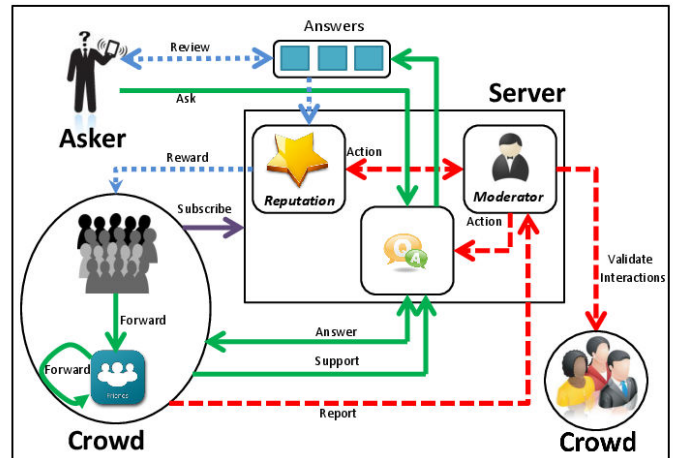 Answers
Review
Ask
Asker
Server
Reward
Action
Reputation
Moderator
Subscribe
Action
Q
A
Validate
Interactions
Forward
Answer
Support
Forward
Friends
Report
Crowd
Crowd